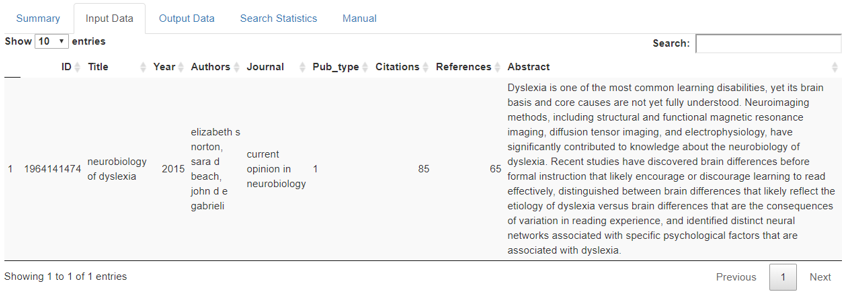 Summary Input Data Output Data Search Statistics Manual
Show 10 entries Search:
ID Title Year Authors Journal Pub_type Citations References Abstract
1 1964141474 neurobiology of dyslexia 2015
elizabeth s
norton,
sara d
beach,
john d e
gabrieli
current
opinion in
neurobiology
1 85 65
Dyslexia is one of the most common learning disabilities, yet its brain
basis and core causes are not yet fully understood. Neuroimaging
methods, including structural and functional magnetic resonance
imaging, diffusion tensor imaging, and electrophysiology, have
significantly contributed to knowledge about the neurobiology of
dyslexia. Recent studies have discovered brain differences before
formal instruction that likely encourage or discourage learning to read
effectively, distinguished between brain differences that likely reflect the
etiology of dyslexia versus brain differences that are the consequences
of variation in reading experience, and identified distinct neural
networks associated with specific psychological factors that are
associated with dyslexia.
Showing 1 to 1 of 1 entries Previous 1 Next